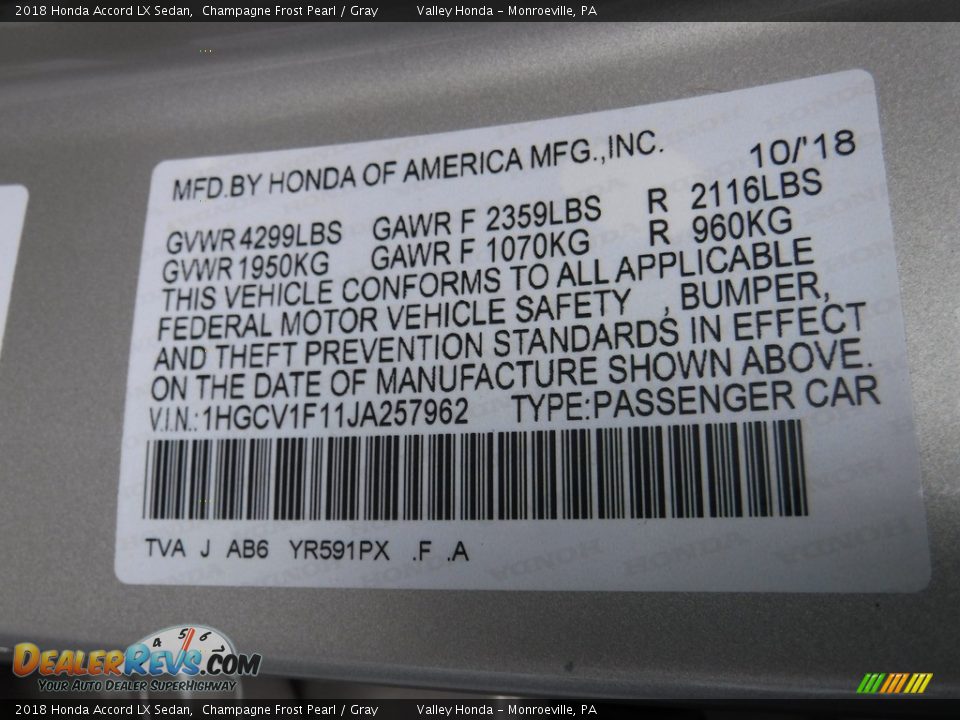 2018 Honda Accord LX Sedan,  Champagne Frost Pearl / Gray          Valley Honda - Monroeville, PA
MFD.BY HONDA OF AMERICA MFG.,INC.    10/'18
GVWR 4299LBS  GAWR F 2359LBS  R 2116LBS
GVWR 1950KG  GAWR F 1070KG  R 960KG
THIS VEHICLE CONFORMS TO ALL APPLICABLE
FEDERAL MOTOR VEHICLE SAFETY , BUMPER,
AND THEFT PREVENTION STANDARDS IN EFFECT
ON THE DATE OF MANUFACTURE SHOWN ABOVE.
V.I.N.:1HGCV1F11JA257962  TYPE:PASSENGER CAR
TVA J AB6 YR591PX .F .A
4 5 6 7
DEALERREVS.COM
YOUR AUTO DEALER SUPERHIGHWAY
2018 Honda Accord LX Sedan,  Champagne Frost Pearl / Gray          Valley Honda - Monroeville, PA